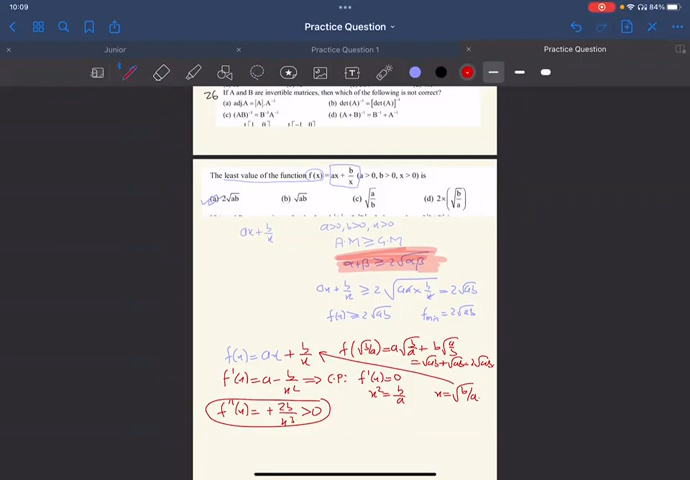 10:09
84%
Practice Question
Junior
Practice Question 1
Practice Question
26
If A and B are invertible matrices, then which of the following is not correct?
(a) adj A = |A|.A⁻¹
(b) det (A)⁻¹ = [det (A)]⁻¹
(c) (AB)⁻¹ = B⁻¹A⁻¹
(d) (A + B)⁻¹ = B⁻¹ + A⁻¹
The least value of the function f(x) = ax + b/x (a > 0, b > 0, x > 0) is
(a) 2√ab
(b) √ab
(c) √(a/b)
(d) 2×(√(b/a))
ax + b/x
a>0, b>0, x>0
A.M ≥ G.M
α+β ≥ 2√αβ
ax + b/x ≥ 2√(ax × b/x) = 2√ab
f(x) ≥ 2√ab
fmin = 2√ab
f(x) = ax + b/x
f(√b/a) = a√(b/a) + b√(a/b)
= √ab + √ab = 2√ab
f'(x) = a - b/x² ⟹ C.P: f'(x) = 0
x² = b/a
x = √b/a.
f"(x) = + 2b/x³ > 0